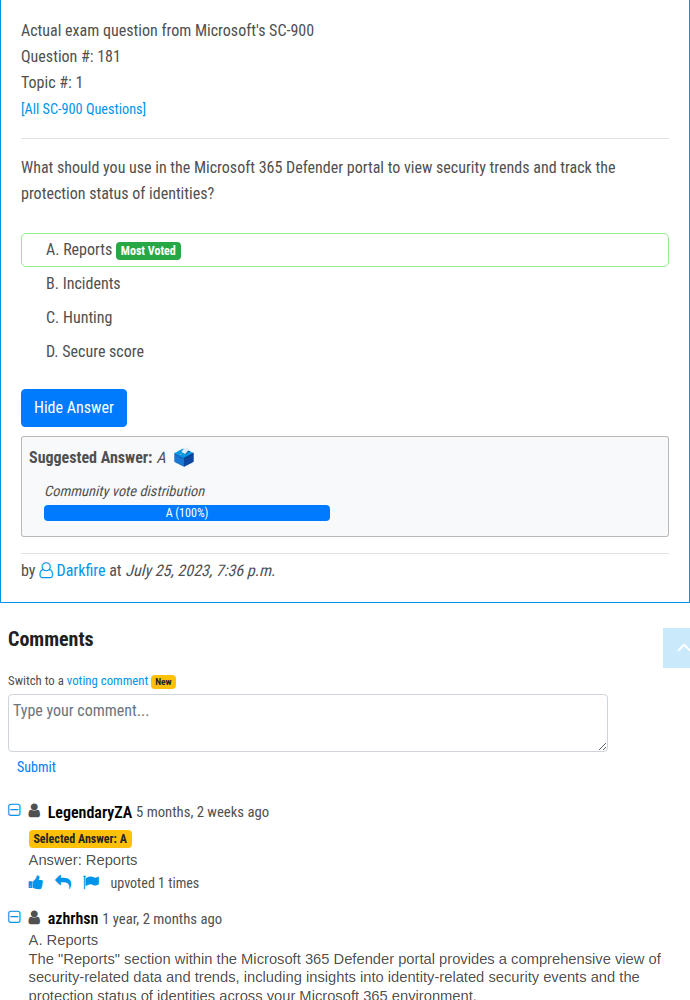 Actual exam question from Microsoft's SC-900
Question #: 181
Topic #: 1
[All SC-900 Questions]
What should you use in the Microsoft 365 Defender portal to view security trends and track the
protection status of identities?
A. Reports Most Voted
B. Incidents
C. Hunting
D. Secure score
Hide Answer
Suggested Answer: A
Community vote distribution
A (100%)
by Darkfire at July 25, 2023, 7:36 p.m.
Comments
Switch to a voting comment New
Type your comment...
Submit
LegendaryZA 5 months, 2 weeks ago
Selected Answer: A
Answer: Reports
upvoted 1 times
azhrhsn 1 year, 2 months ago
A. Reports
The "Reports" section within the Microsoft 365 Defender portal provides a comprehensive view of
security-related data and trends, including insights into identity-related security events and the
protection status of identities across your Microsoft 365 environment.